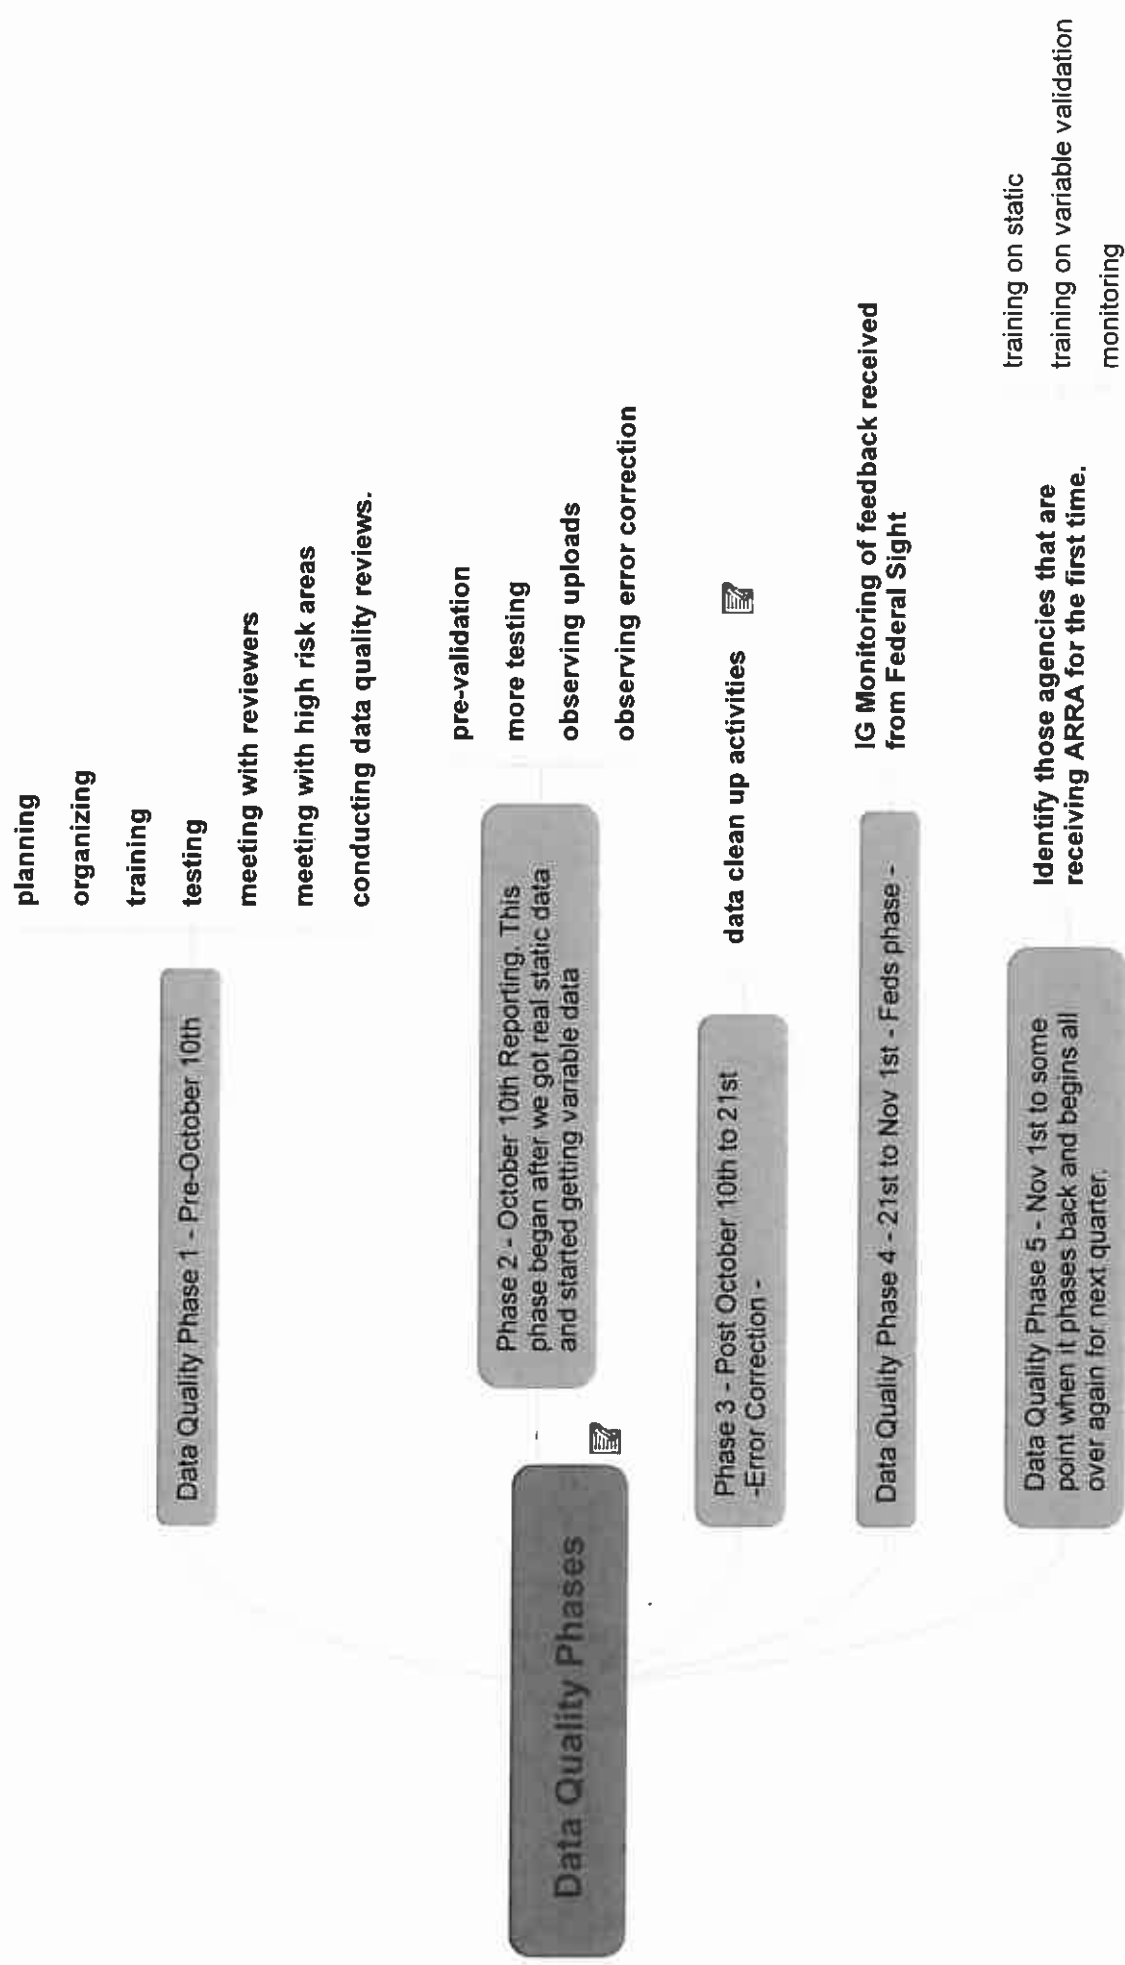 Data Quality Phases
Data Quality Phase 1 - Pre-October 10th
planning
organizing
training
testing
meeting with reviewers
meeting with high risk areas
conducting data quality reviews.
Phase 2 - October 10th Reporting. This
phase began after we got real static data
and started getting variable data
pre-validation
more testing
observing uploads
observing error correction
Phase 3 - Post October 10th to 21st
-Error Correction -
data clean up activities
Data Quality Phase 4 - 21st to Nov 1st - Feds phase -
IG Monitoring of feedback received
from Federal Sight
Data Quality Phase 5 - Nov 1st to some
point when it phases back and begins all
over again for next quarter.
Identify those agencies that are
receiving ARRA for the first time.
training on static
training on variable validation
monitoring